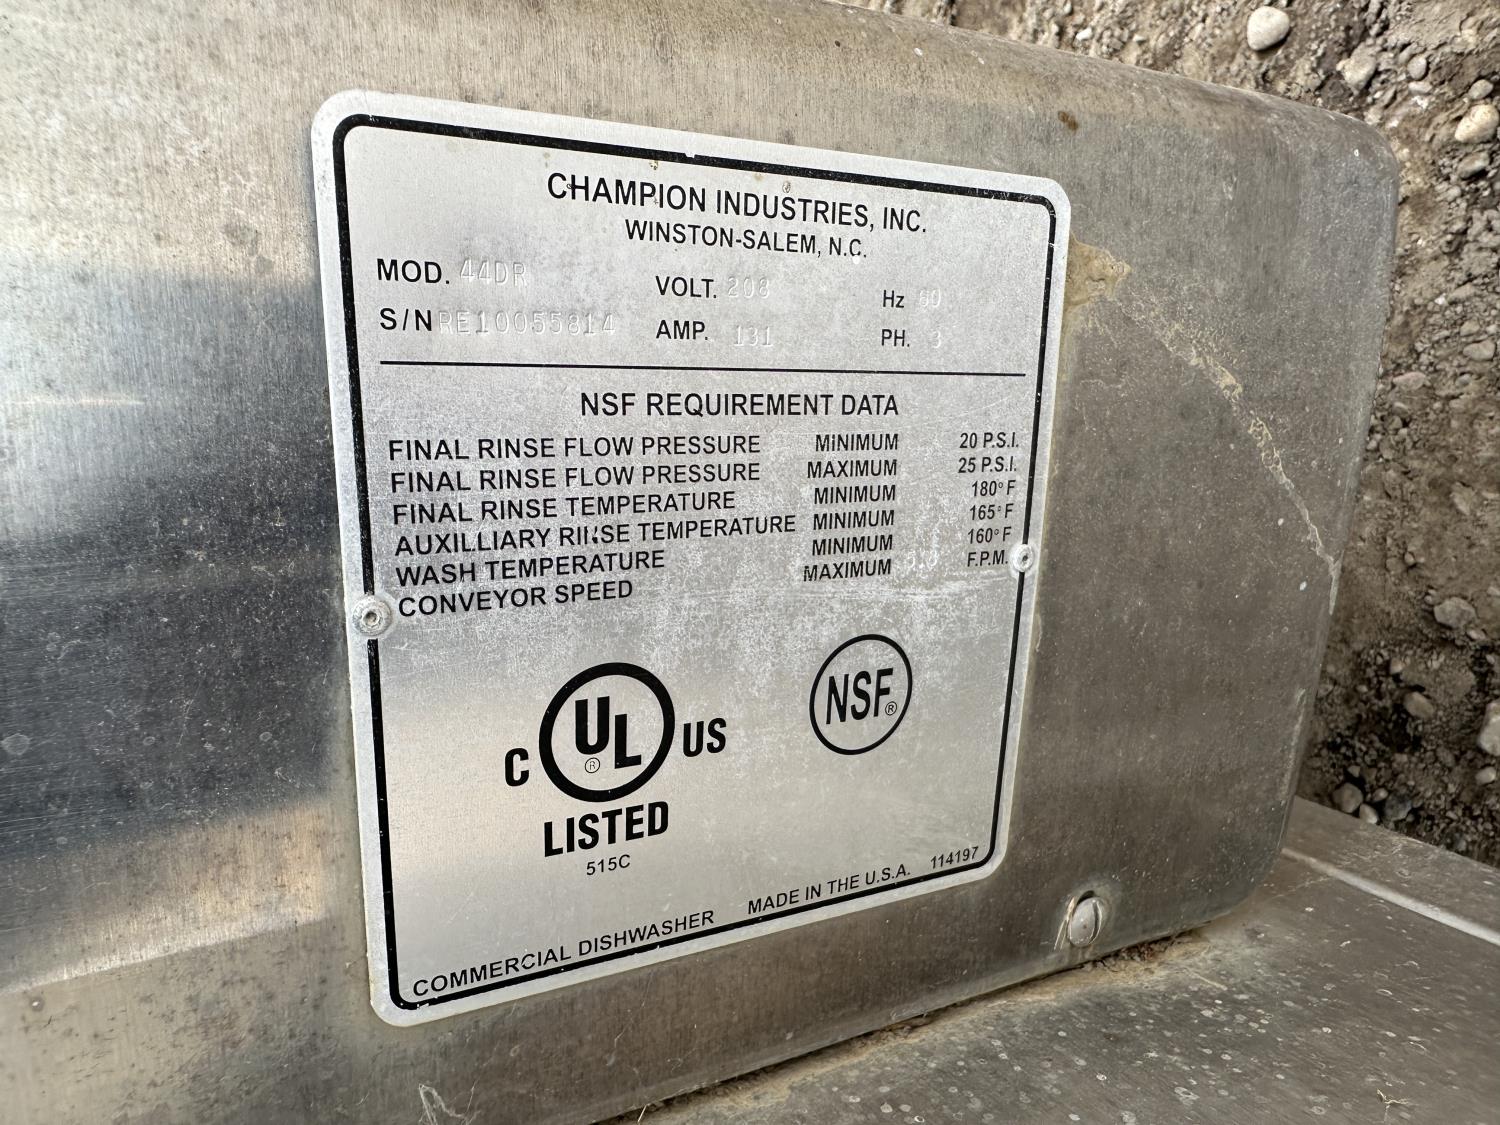 CHAMPION INDUSTRIES, INC.
WINSTON-SALEM, N.C.
MOD. 44DR VOLT. 208 Hz 60
S/N RE10055814 AMP. 131 PH. 3
NSF REQUIREMENT DATA
FINAL RINSE FLOW PRESSURE MINIMUM 20 P.S.I.
FINAL RINSE FLOW PRESSURE MAXIMUM 25 P.S.I.
FINAL RINSE TEMPERATURE MINIMUM 180°F
AUXILLIARY RINSE TEMPERATURE MINIMUM 165°F
WASH TEMPERATURE MINIMUM 160°F
CONVEYOR SPEED MAXIMUM F.P.M.
C UL ® US
LISTED
515C
NSF®
COMMERCIAL DISHWASHER MADE IN THE U.S.A. 114197